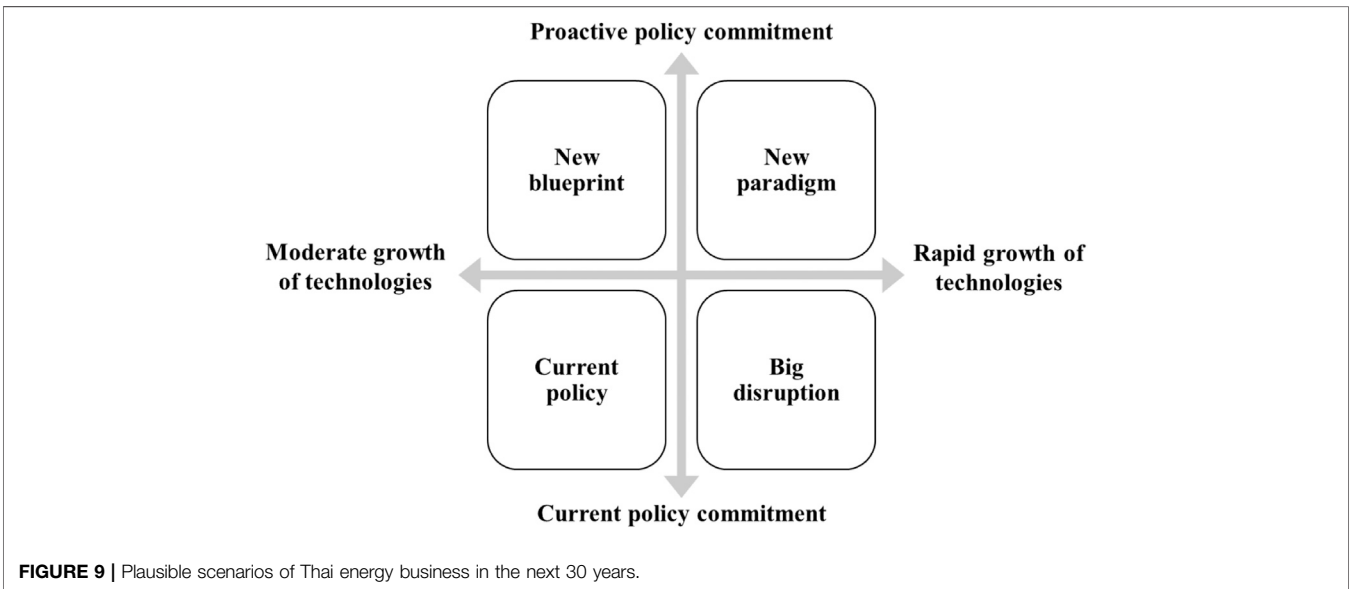 Proactive policy commitment
New
blueprint
New
paradigm
Moderate growth
of technologies
Rapid growth of
technologies
Current
policy
Big
disruption
Current policy commitment
FIGURE 9 | Plausible scenarios of Thai energy business in the next 30 years.